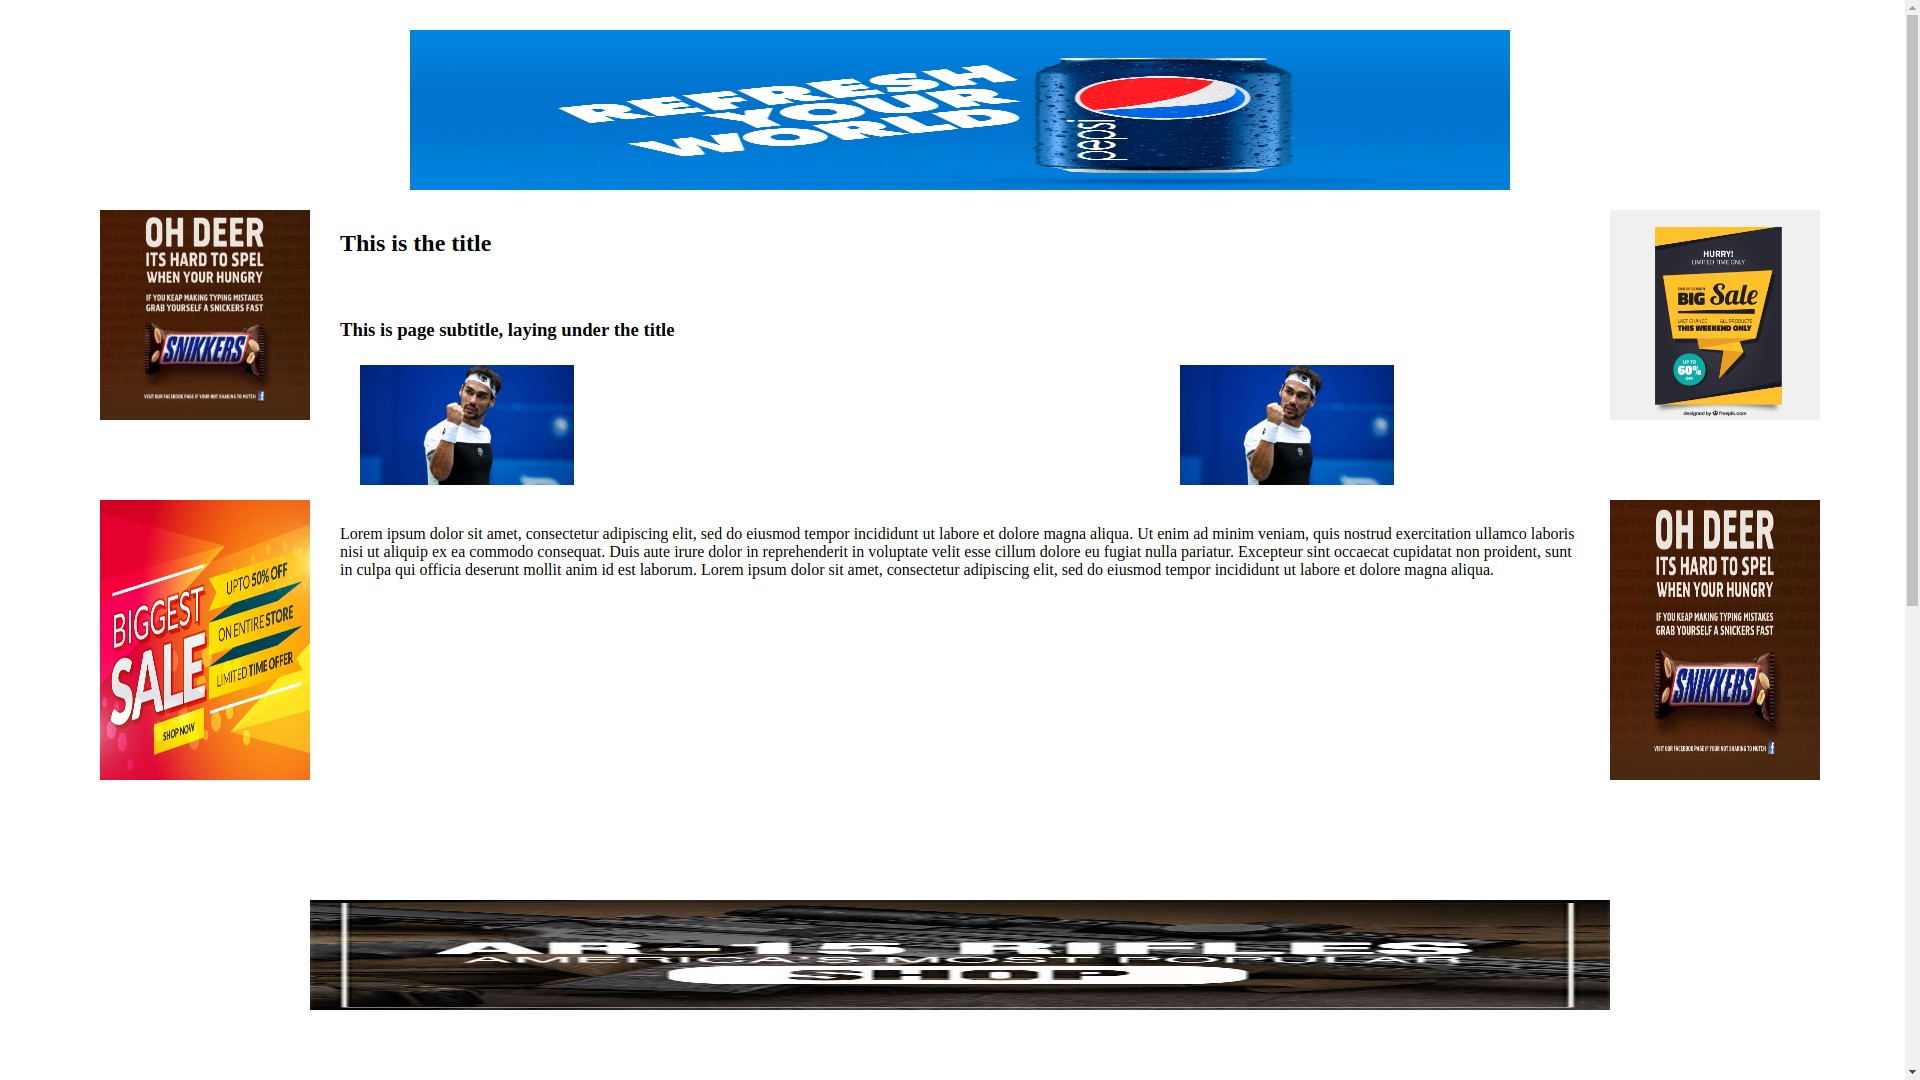 REFRESH
YOUR
WORLD
pepsi
OH DEER
ITS HARD TO SPEL
WHEN YOUR HUNGRY
IF YOU KEAP MAKING TYPING MISTAKES
GRAB YOURSELF A SNICKERS FAST
SNIKKERS
VISIT OUR FACEBOOK PAGE IF YOUR NOT SHAKING TO MUTCH f
This is the title
This is page subtitle, laying under the title
HURRY!
LIMITED TIME ONLY
END OF SEASON
BIG Sale
LAST CHANCE ALL PRODUCTS
THIS WEEKEND ONLY
UP TO
60%
OFF
designed by freepik.com
BIGGEST
SALE
UPTO 50% OFF
ON ENTIRE STORE
LIMITED TIME OFFER
SHOP NOW
Lorem ipsum dolor sit amet, consectetur adipiscing elit, sed do eiusmod tempor incididunt ut labore et dolore magna aliqua. Ut enim ad minim veniam, quis nostrud exercitation ullamco laboris
nisi ut aliquip ex ea commodo consequat. Duis aute irure dolor in reprehenderit in voluptate velit esse cillum dolore eu fugiat nulla pariatur. Excepteur sint occaecat cupidatat non proident, sunt
in culpa qui officia deserunt mollit anim id est laborum. Lorem ipsum dolor sit amet, consectetur adipiscing elit, sed do eiusmod tempor incididunt ut labore et dolore magna aliqua.
OH DEER
ITS HARD TO SPEL
WHEN YOUR HUNGRY
IF YOU KEAP MAKING TYPING MISTAKES
GRAB YOURSELF A SNICKERS FAST
SNIKKERS
VISIT OUR FACEBOOK PAGE IF YOUR NOT SHAKING TO MUTCH f
AR-15 RIFLES
AMERICA'S MOST POPULAR
SHOP